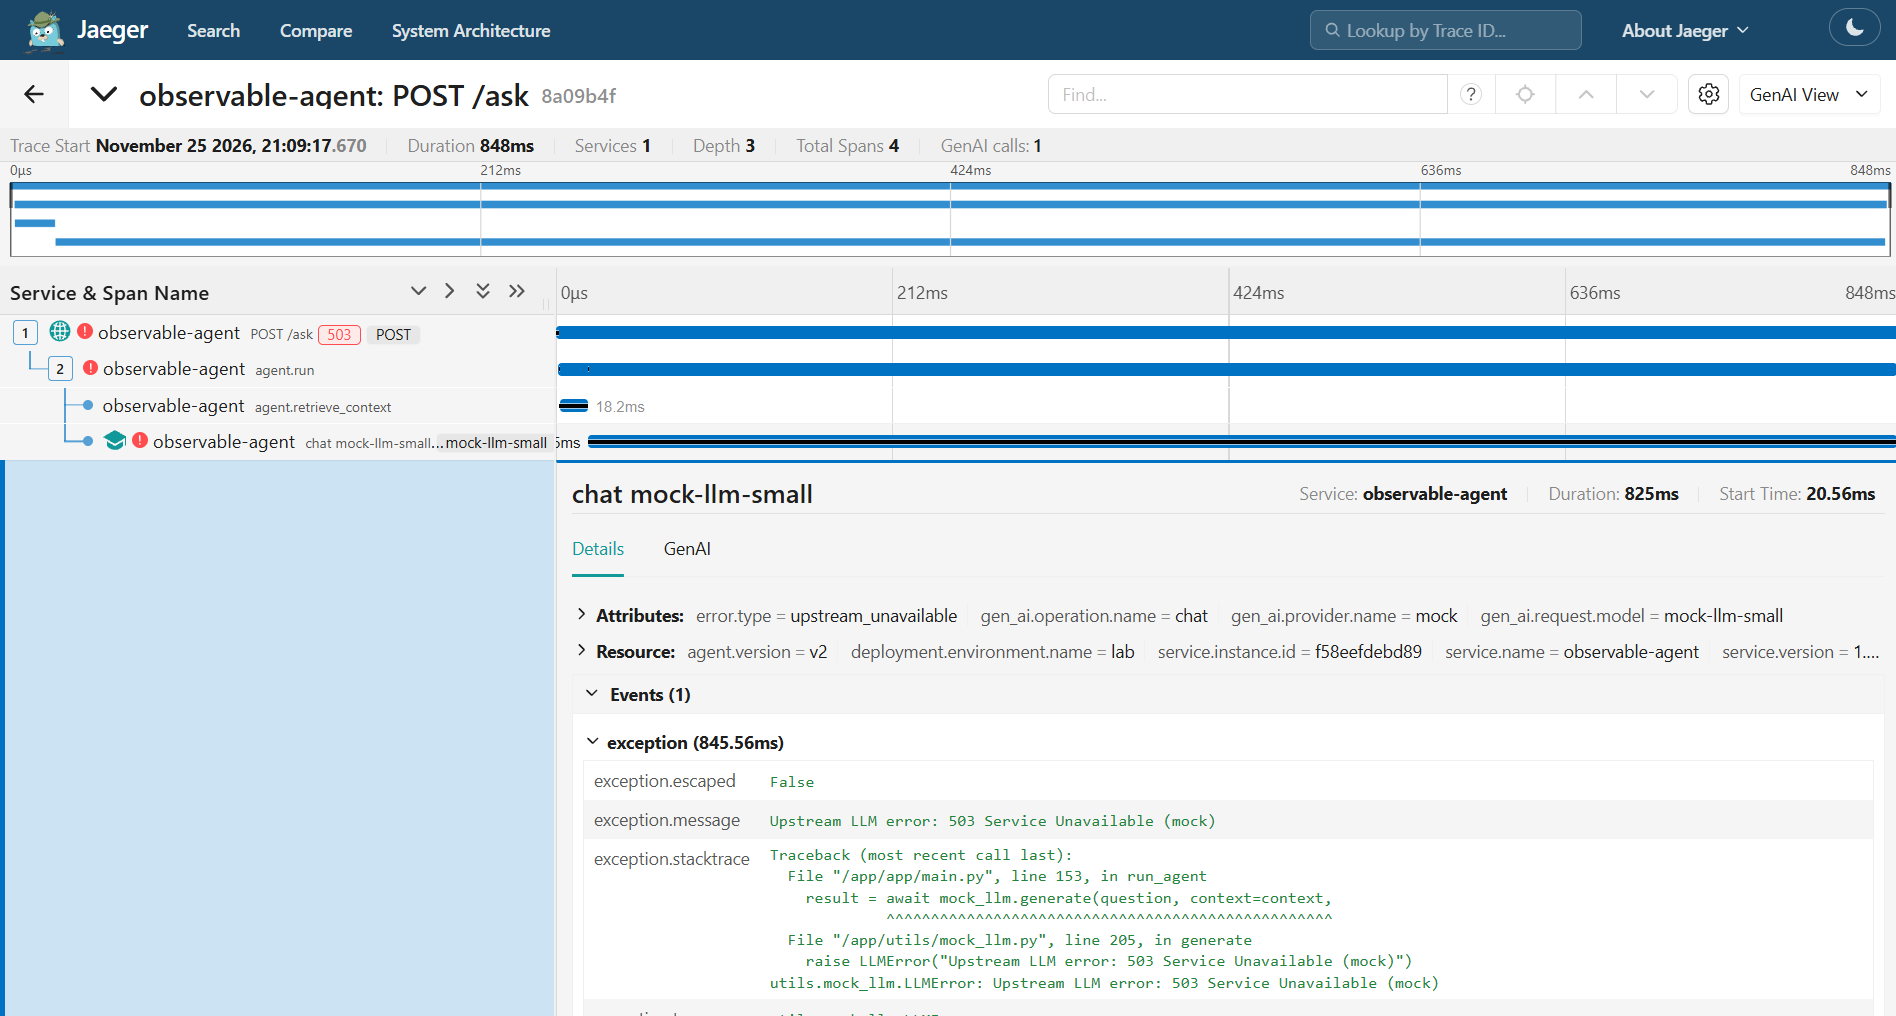 Jaeger Search Compare System Architecture Lookup by Trace ID... About Jaeger
observable-agent: POST /ask 8a09b4f Find... ? GenAI View
Trace Start November 25 2026, 21:09:17.670 Duration 848ms Services 1 Depth 3 Total Spans 4 GenAI calls: 1
0μs 212ms 424ms 636ms 848ms
Service & Span Name 0μs 212ms 424ms 636ms 848ms
1 observable-agent POST /ask 503 POST
2 observable-agent agent.run
observable-agent agent.retrieve_context 18.2ms
observable-agent chat mock-llm-small... mock-llm-small 5ms
chat mock-llm-small Service: observable-agent Duration: 825ms Start Time: 20.56ms
Details GenAI
Attributes: error.type = upstream_unavailable gen_ai.operation.name = chat gen_ai.provider.name = mock gen_ai.request.model = mock-llm-small
Resource: agent.version = v2 deployment.environment.name = lab service.instance.id = f58eefdebd89 service.name = observable-agent service.version = 1....
Events (1)
exception (845.56ms)
exception.escaped False
exception.message Upstream LLM error: 503 Service Unavailable (mock)
exception.stacktrace Traceback (most recent call last):
File "/app/app/main.py", line 153, in run_agent
result = await mock_llm.generate(question, context=context,
^^^^^^^^^^^^^^^^^^^^^^^^^^^^^^^^^^^^^^^^^^^^^^^^^^
File "/app/utils/mock_llm.py", line 205, in generate
raise LLMError("Upstream LLM error: 503 Service Unavailable (mock)")
utils.mock_llm.LLMError: Upstream LLM error: 503 Service Unavailable (mock)